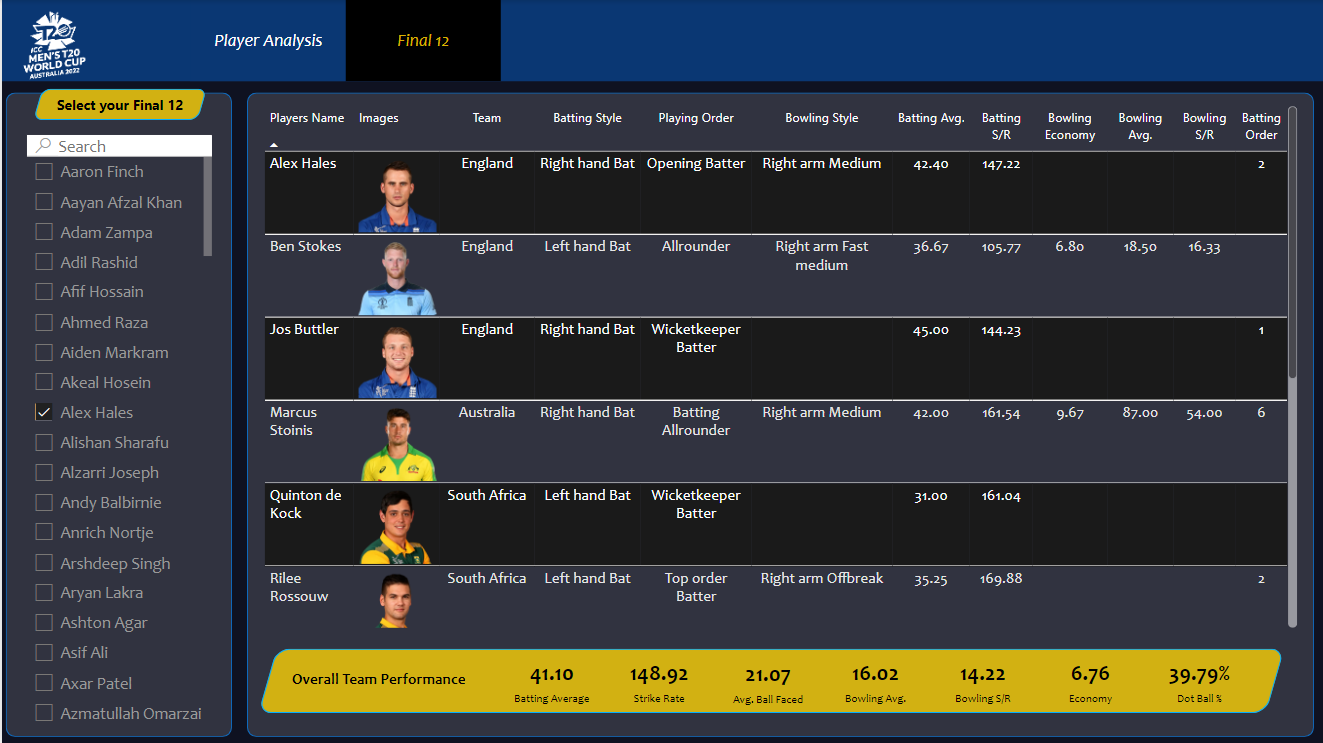 T20
ICC
MEN'S T20
WORLD CUP
AUSTRALIA 2022
Player Analysis
Final 12
Select your Final 12
Search
Aaron Finch
Aayan Afzal Khan
Adam Zampa
Adil Rashid
Afif Hossain
Ahmed Raza
Aiden Markram
Akeal Hosein
Alex Hales
Alishan Sharafu
Alzarri Joseph
Andy Balbirnie
Anrich Nortje
Arshdeep Singh
Aryan Lakra
Ashton Agar
Asif Ali
Axar Patel
Azmatullah Omarzai
Players Name Images Team Batting Style Playing Order Bowling Style Batting Avg. Batting Bowling Bowling Bowling Batting
S/R Economy Avg. S/R Order
Alex Hales England Right hand Bat Opening Batter Right arm Medium 42.40 147.22 2
Ben Stokes England Left hand Bat Allrounder Right arm Fast 36.67 105.77 6.80 18.50 16.33
medium
Jos Buttler England Right hand Bat Wicketkeeper 45.00 144.23 1
Batter
Marcus Australia Right hand Bat Batting Right arm Medium 42.00 161.54 9.67 87.00 54.00 6
Stoinis Allrounder
Quinton de South Africa Left hand Bat Wicketkeeper 31.00 161.04
Kock Batter
Rilee South Africa Left hand Bat Top order Right arm Offbreak 35.25 169.88 2
Rossouw Batter
Overall Team Performance 41.10 148.92 21.07 16.02 14.22 6.76 39.79%
Batting Average Strike Rate Avg. Ball Faced Bowling Avg. Bowling S/R Economy Dot Ball %